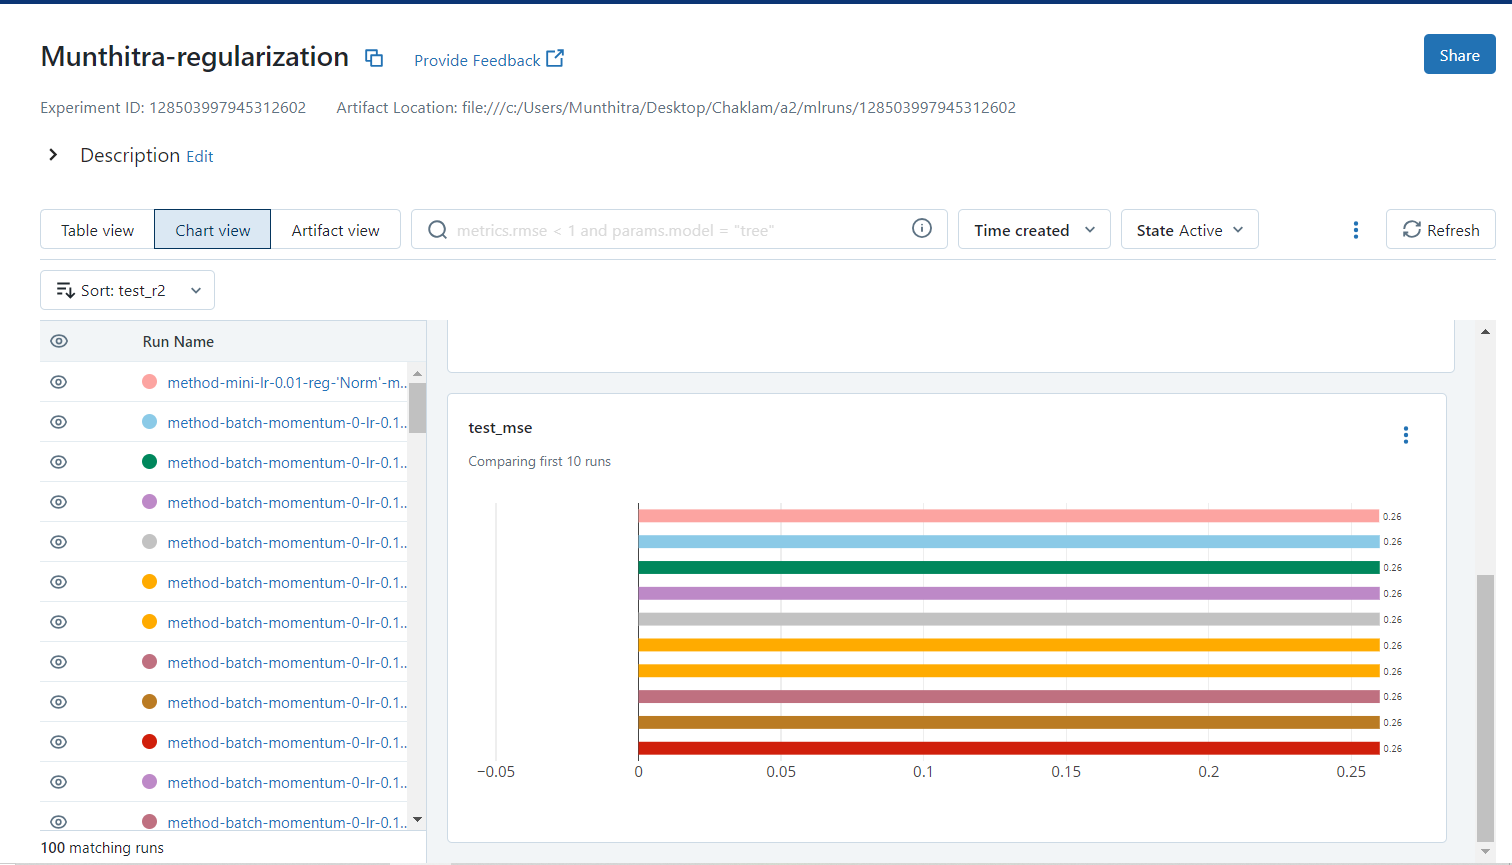 Munthitra-regularization
Provide Feedback
Share
Experiment ID: 128503997945312602
Artifact Location: file:///c:/Users/Munthitra/Desktop/Chaklam/a2/mlruns/128503997945312602
Description Edit
Table view
Chart view
Artifact view
metrics.rmse < 1 and params.model = "tree"
Time created
State Active
Refresh
Sort: test_r2
Run Name
method-mini-lr-0.01-reg-'Norm'-m...
method-batch-momentum-0-lr-0.1...
method-batch-momentum-0-lr-0.1...
method-batch-momentum-0-lr-0.1...
method-batch-momentum-0-lr-0.1...
method-batch-momentum-0-lr-0.1...
method-batch-momentum-0-lr-0.1...
method-batch-momentum-0-lr-0.1...
method-batch-momentum-0-lr-0.1...
method-batch-momentum-0-lr-0.1...
method-batch-momentum-0-lr-0.1...
method-batch-momentum-0-lr-0.1...
100 matching runs
test_mse
Comparing first 10 runs
0.26
0.26
0.26
0.26
0.26
0.26
0.26
0.26
0.26
0.26
−0.05
0
0.05
0.1
0.15
0.2
0.25